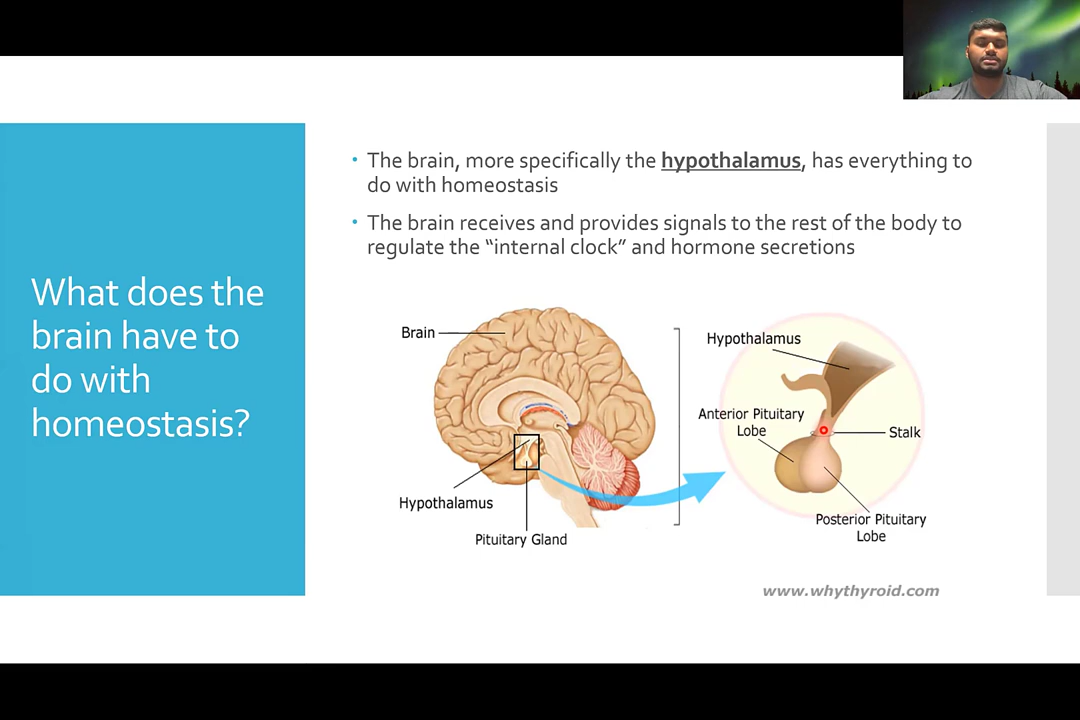 What does the
brain have to
do with
homeostasis?
• The brain, more specifically the hypothalamus, has everything to
do with homeostasis
• The brain receives and provides signals to the rest of the body to
regulate the “internal clock” and hormone secretions
Brain
Hypothalamus
Pituitary Gland
Hypothalamus
Anterior Pituitary
Lobe
Stalk
Posterior Pituitary
Lobe
www.whythyroid.com